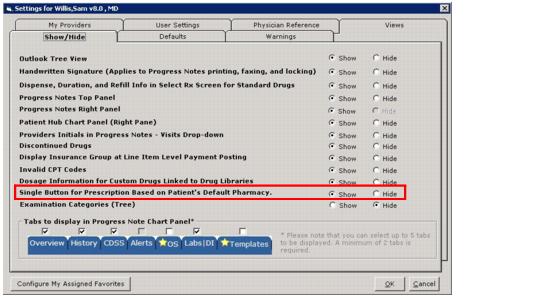 Settings for Willis,Sam v8.0 , MD
My Providers User Settings Physician Reference Views
Show/Hide Defaults Warnings
Outlook Tree View Show Hide
Handwritten Signature (Applies to Progress Notes printing, faxing, and locking) Show Hide
Dispense, Duration, and Refill Info in Select Rx Screen for Standard Drugs Show Hide
Progress Notes Top Panel Show Hide
Progress Notes Right Panel Show Hide
Patient Hub Chart Panel (Right Pane) Show Hide
Providers Initials in Progress Notes - Visits Drop-down Show Hide
Discontinued Drugs Show Hide
Display Insurance Group at Line Item Level Payment Posting Show Hide
Invalid CPT Codes Show Hide
Dosage Information for Custom Drugs Linked to Drug Libraries Show Hide
Single Button for Prescription Based on Patient's Default Pharmacy. Show Hide
Examination Categories (Tree) Show Hide
Tabs to display in Progress Note Chart Panel*
Overview History CDSS Alerts OS Labs|DI Templates
* Please note that you can select up to 5 tabs
to be displayed. A minimum of 2 tabs is
required.
Configure My Assigned Favorites OK Cancel